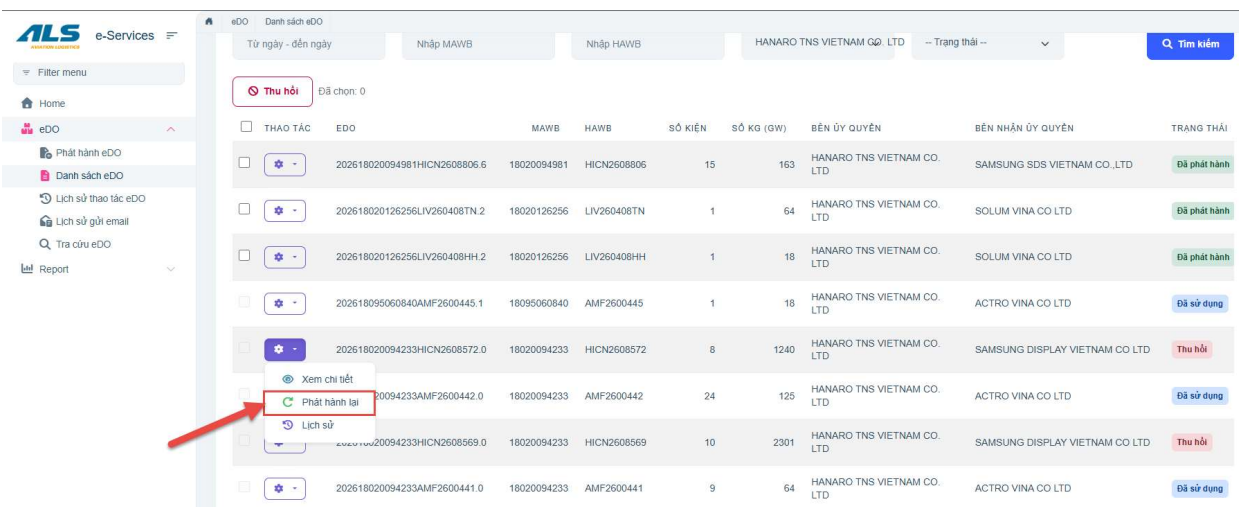 ALS
AVIATION LOGISTICS
e-Services
eDO Danh sách eDO
Từ ngày - đến ngày Nhập MAWB Nhập HAWB HANARO TNS VIETNAM CO. LTD -- Trạng thái -- Tìm kiếm
Filter menu
Home
eDO
Phát hành eDO
Danh sách eDO
Lịch sử thao tác eDO
Lịch sử gửi email
Tra cứu eDO
Report
Thu hồi Đã chọn: 0
THAO TÁC EDO MAWB HAWB SỐ KIỆN SỐ KG (GW) BÊN ỦY QUYỀN BÊN NHẬN ỦY QUYỀN TRẠNG THÁI
202618020094981HICN2608806.6 18020094981 HICN2608806 15 163 HANARO TNS VIETNAM CO. LTD SAMSUNG SDS VIETNAM CO.,LTD Đã phát hành
202618020126256LIV260408TN.2 18020126256 LIV260408TN 1 64 HANARO TNS VIETNAM CO. LTD SOLUM VINA CO LTD Đã phát hành
202618020126256LIV260408HH.2 18020126256 LIV260408HH 1 18 HANARO TNS VIETNAM CO. LTD SOLUM VINA CO LTD Đã phát hành
202618095060840AMF2600445.1 18095060840 AMF2600445 1 18 HANARO TNS VIETNAM CO. LTD ACTRO VINA CO LTD Đã sử dụng
202618020094233HICN2608572.0 18020094233 HICN2608572 8 1240 HANARO TNS VIETNAM CO. LTD SAMSUNG DISPLAY VIETNAM CO LTD Thu hồi
Xem chi tiết
Phát hành lại
Lịch sử
20094233AMF2600442.0 18020094233 AMF2600442 24 125 HANARO TNS VIETNAM CO. LTD ACTRO VINA CO LTD Đã sử dụng
202618020094233HICN2608569.0 18020094233 HICN2608569 10 2301 HANARO TNS VIETNAM CO. LTD SAMSUNG DISPLAY VIETNAM CO LTD Thu hồi
202618020094233AMF2600441.0 18020094233 AMF2600441 9 64 HANARO TNS VIETNAM CO. LTD ACTRO VINA CO LTD Đã sử dụng